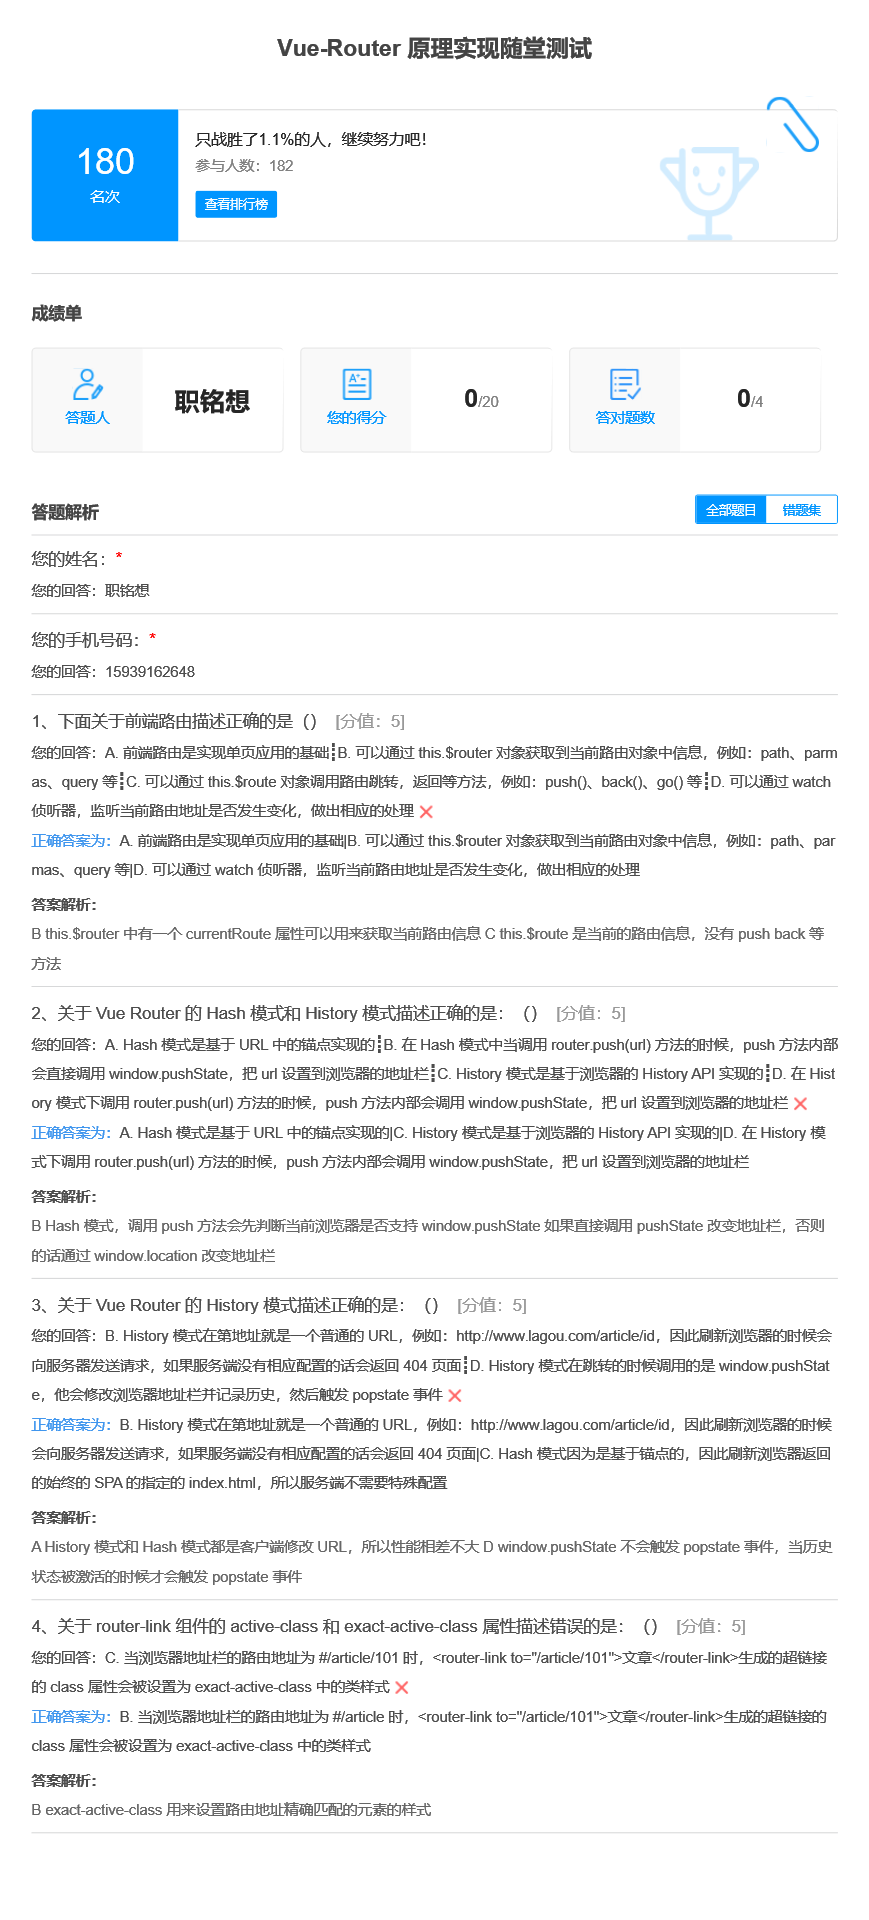 Vue-Router 原理实现随堂测试
180
名次
只战胜了1.1%的人，继续努力吧!
参与人数：182
查看排行榜
成绩单
答题人
职铭想
您的得分
0/20
答对题数
0/4
答题解析
全部题目
错题集
您的姓名： *
您的回答：职铭想
您的手机号码： *
您的回答：15939162648
1、下面关于前端路由描述正确的是（） [分值：5]
您的回答：A. 前端路由是实现单页应用的基础┋B. 可以通过 this.$router 对象获取到当前路由对象中信息，例如：path、parm
as、query 等┋C. 可以通过 this.$route 对象调用路由跳转，返回等方法，例如：push()、back()、go() 等┋D. 可以通过 watch
侦听器，监听当前路由地址是否发生变化，做出相应的处理
正确答案为：A. 前端路由是实现单页应用的基础|B. 可以通过 this.$router 对象获取到当前路由对象中信息，例如：path、par
mas、query 等|D. 可以通过 watch 侦听器，监听当前路由地址是否发生变化，做出相应的处理
答案解析：
B this.$router 中有一个 currentRoute 属性可以用来获取当前路由信息 C this.$route 是当前的路由信息，没有 push back 等
方法
2、关于 Vue Router 的 Hash 模式和 History 模式描述正确的是：（） [分值：5]
您的回答：A. Hash 模式是基于 URL 中的锚点实现的┋B. 在 Hash 模式中当调用 router.push(url) 方法的时候，push 方法内部
会直接调用 window.pushState，把 url 设置到浏览器的地址栏┋C. History 模式是基于浏览器的 History API 实现的┋D. 在 Hist
ory 模式下调用 router.push(url) 方法的时候，push 方法内部会调用 window.pushState，把 url 设置到浏览器的地址栏
正确答案为：A. Hash 模式是基于 URL 中的锚点实现的|C. History 模式是基于浏览器的 History API 实现的|D. 在 History 模
式下调用 router.push(url) 方法的时候，push 方法内部会调用 window.pushState，把 url 设置到浏览器的地址栏
答案解析：
B Hash 模式，调用 push 方法会先判断当前浏览器是否支持 window.pushState 如果直接调用 pushState 改变地址栏，否则
的话通过 window.location 改变地址栏
3、关于 Vue Router 的 History 模式描述正确的是：（） [分值：5]
您的回答：B. History 模式在第地址就是一个普通的 URL，例如：http://www.lagou.com/article/id，因此刷新浏览器的时候会
向服务器发送请求，如果服务端没有相应配置的话会返回 404 页面┋D. History 模式在跳转的时候调用的是 window.pushStat
e，他会修改浏览器地址栏并记录历史，然后触发 popstate 事件
正确答案为：B. History 模式在第地址就是一个普通的 URL，例如：http://www.lagou.com/article/id，因此刷新浏览器的时候
会向服务器发送请求，如果服务端没有相应配置的话会返回 404 页面|C. Hash 模式因为是基于锚点的，因此刷新浏览器返回
的始终的 SPA 的指定的 index.html，所以服务端不需要特殊配置
答案解析：
A History 模式和 Hash 模式都是客户端修改 URL，所以性能相差不大 D window.pushState 不会触发 popstate 事件，当历史
状态被激活的时候才会触发 popstate 事件
4、关于 router-link 组件的 active-class 和 exact-active-class 属性描述错误的是：（） [分值：5]
您的回答：C. 当浏览器地址栏的路由地址为 #/article/101 时，<router-link to="/article/101">文章</router-link>生成的超链接
的 class 属性会被设置为 exact-active-class 中的类样式
正确答案为：B. 当浏览器地址栏的路由地址为 #/article 时，<router-link to="/article/101">文章</router-link>生成的超链接的
class 属性会被设置为 exact-active-class 中的类样式
答案解析：
B exact-active-class 用来设置路由地址精确匹配的元素的样式